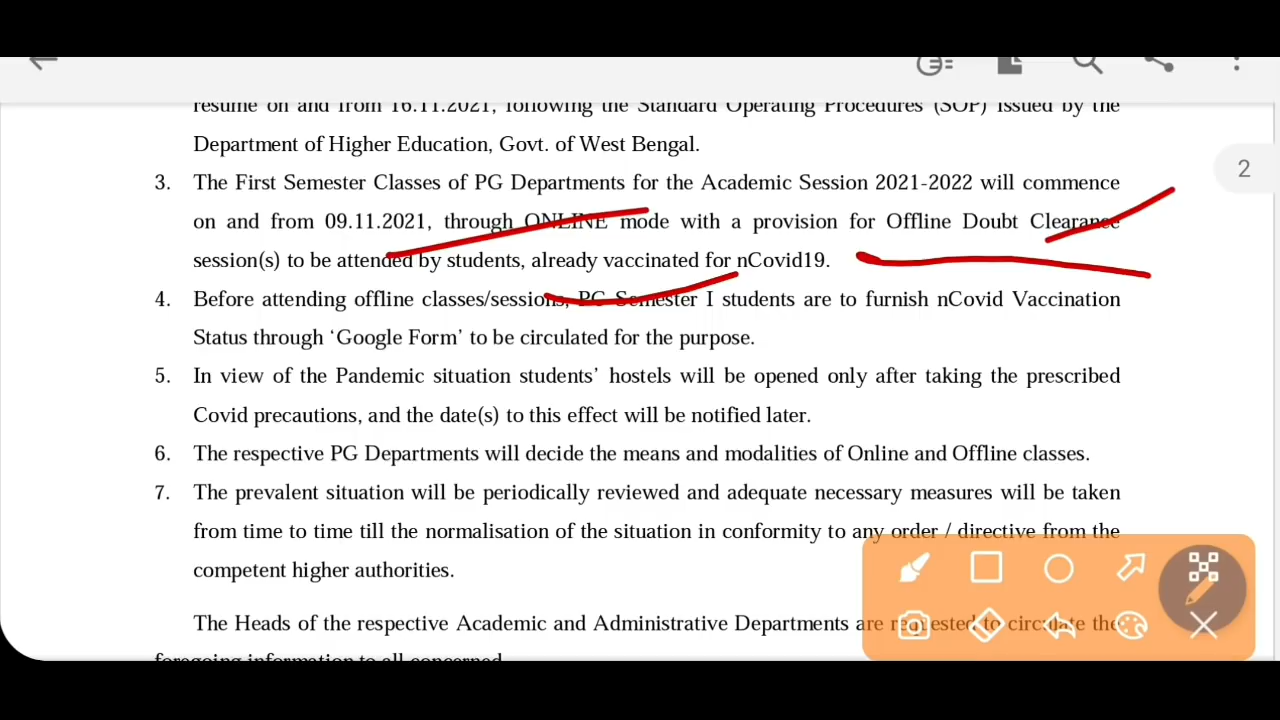 resume on and from 16.11.2021, following the Standard Operating Procedures (SOP) issued by the
Department of Higher Education, Govt. of West Bengal.
2
3. The First Semester Classes of PG Departments for the Academic Session 2021-2022 will commence
on and from 09.11.2021, through ONLINE mode with a provision for Offline Doubt Clearance
session(s) to be attended by students, already vaccinated for nCovid19.
4. Before attending offline classes/sessions, PG Semester I students are to furnish nCovid Vaccination
Status through ‘Google Form’ to be circulated for the purpose.
5. In view of the Pandemic situation students’ hostels will be opened only after taking the prescribed
Covid precautions, and the date(s) to this effect will be notified later.
6. The respective PG Departments will decide the means and modalities of Online and Offline classes.
7. The prevalent situation will be periodically reviewed and adequate necessary measures will be taken
from time to time till the normalisation of the situation in conformity to any order / directive from the
competent higher authorities.
The Heads of the respective Academic and Administrative Departments are requested to circulate the
foregoing information to all concerned